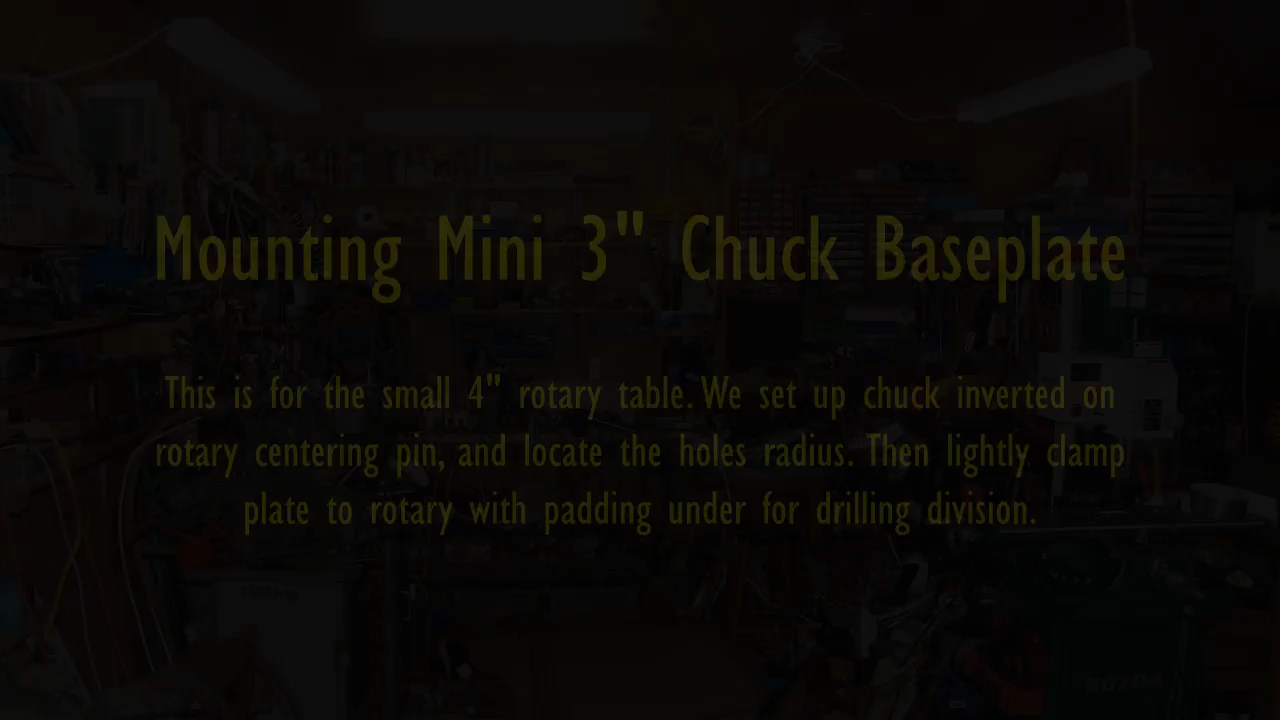 Mounting Mini 3" Chuck Baseplate
This is for the small 4" rotary table. We set up chuck inverted on
rotary centering pin, and locate the holes radius. Then lightly clamp
plate to rotary with padding under for drilling division.